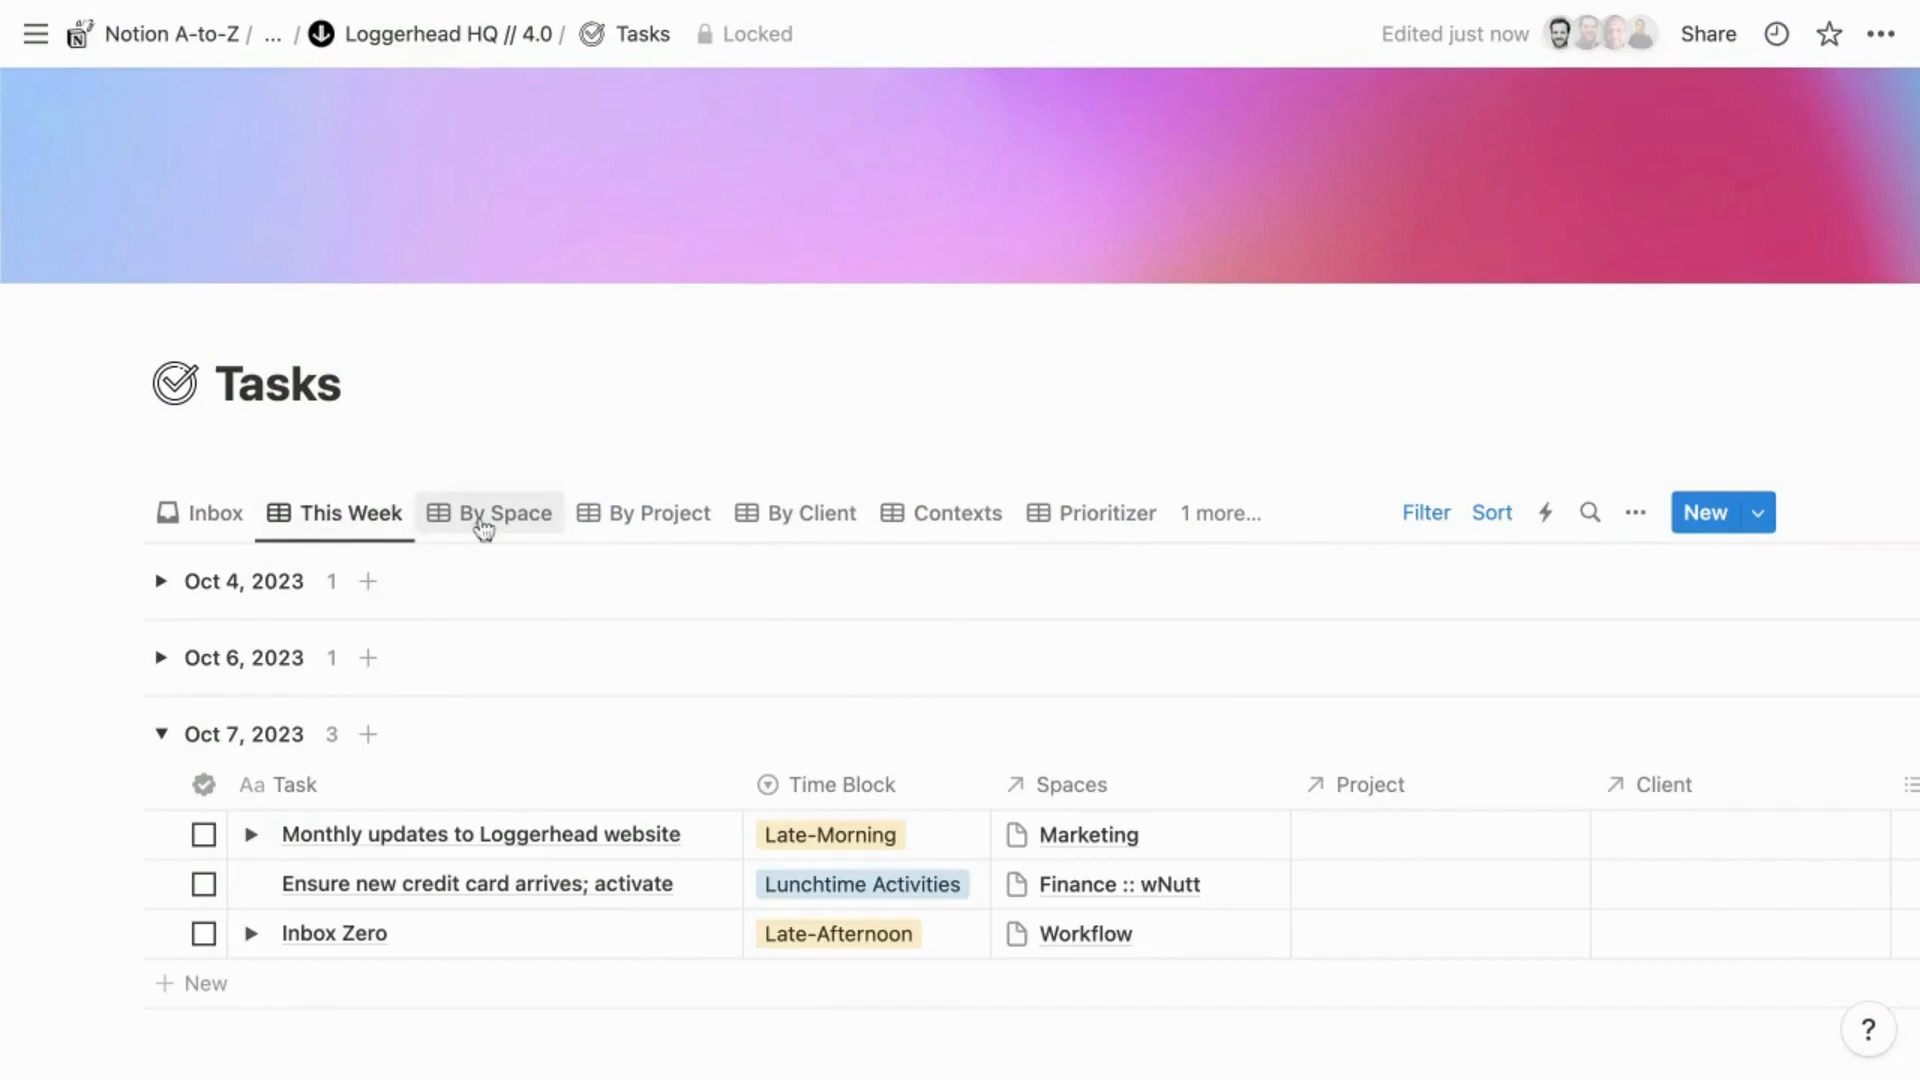 Notion A-to-Z / ... / Loggerhead HQ // 4.0 / Tasks Locked Edited just now Share
Tasks
Inbox This Week By Space By Project By Client Contexts Prioritizer 1 more... Filter Sort New
Oct 4, 2023 1 +
Oct 6, 2023 1 +
Oct 7, 2023 3 +
Aa Task Time Block Spaces Project Client
Monthly updates to Loggerhead website Late-Morning Marketing
Ensure new credit card arrives; activate Lunchtime Activities Finance :: wNutt
Inbox Zero Late-Afternoon Workflow
+ New
?